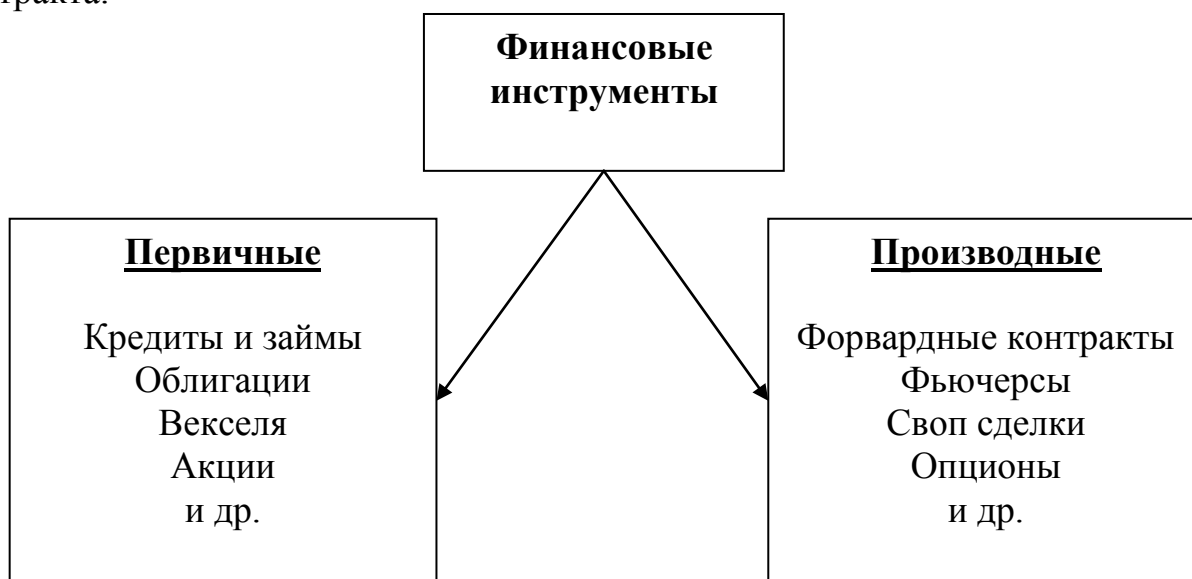 тракта.
Финансовые
инструменты
Первичные
Кредиты и займы
Облигации
Векселя
Акции
и др.
Производные
Форвардные контракты
Фьючерсы
Своп сделки
Опционы
и др.